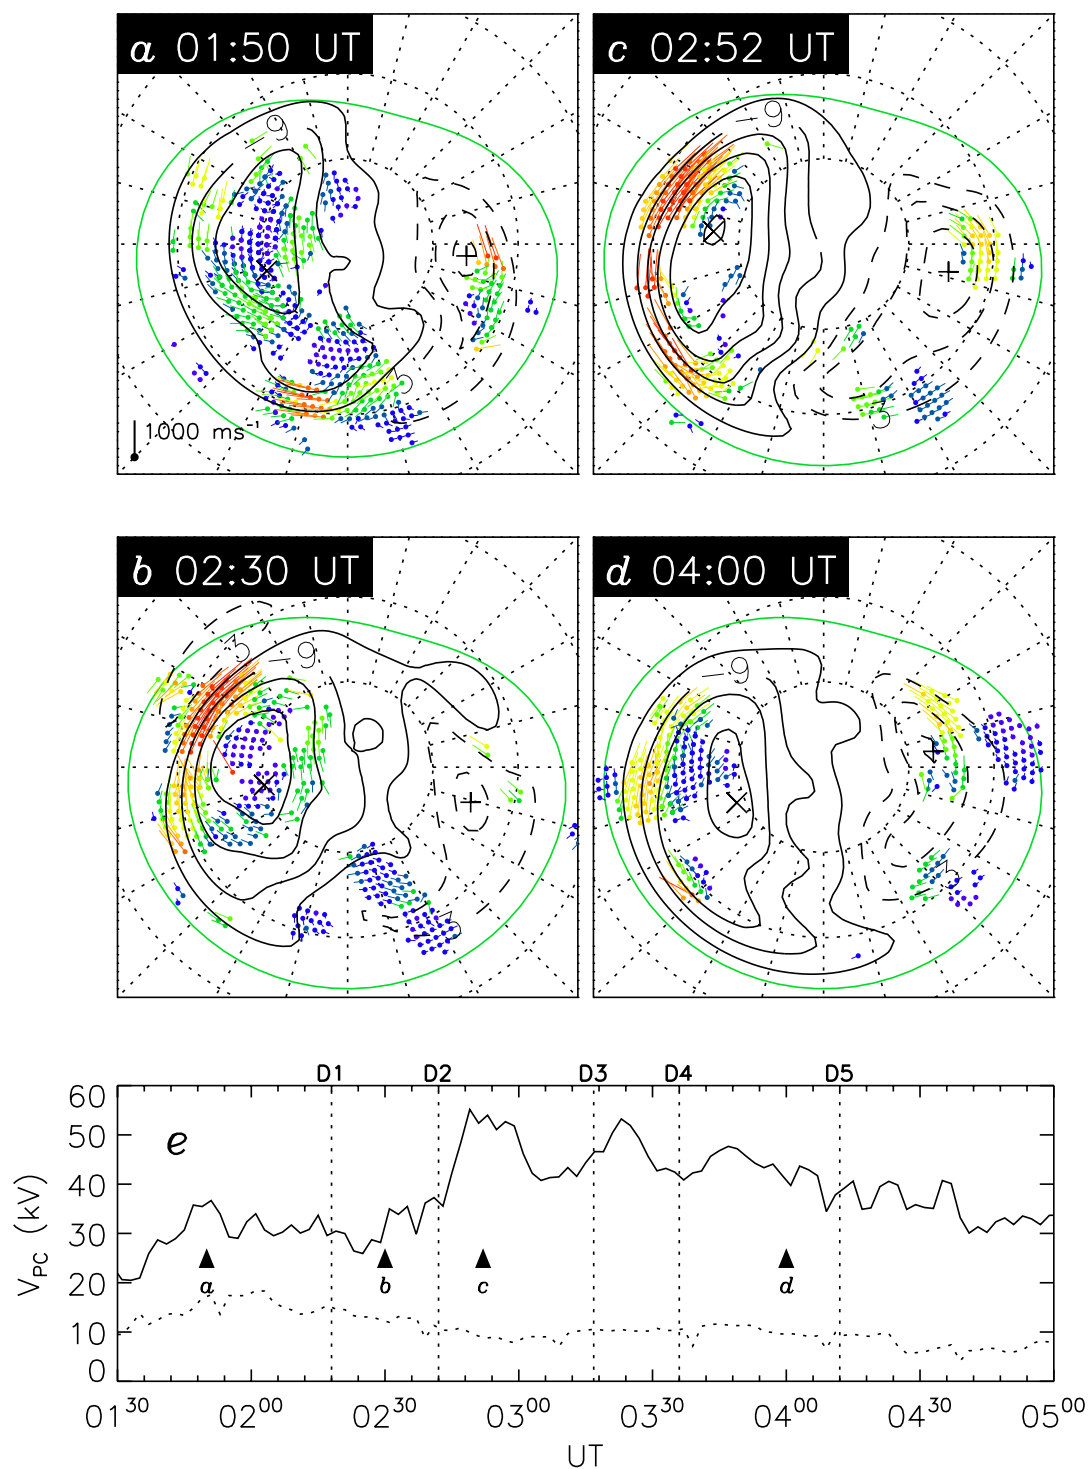 a 01:50 UT
c 02:52 UT
−9
−9
3
3
1000 ms⁻¹
b 02:30 UT
d 04:00 UT
3
−9
−9
3
3
D1 D2 D3 D4 D5
60
50
40
30
20
10
0
V_PC (kV)
e
a b c d
01³⁰ 02⁰⁰ 02³⁰ 03⁰⁰ 03³⁰ 04⁰⁰ 04³⁰ 05⁰⁰
UT